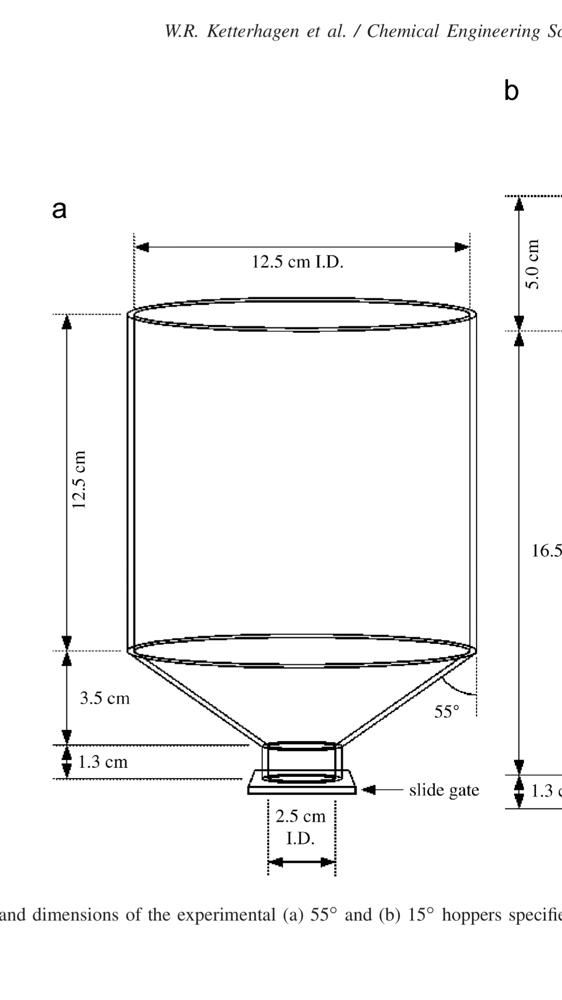 W.R. Ketterhagen et al. / Chemical Engineering
b
a
12.5 cm I.D.
5.0 cm
12.5 cm
16.5
3.5 cm
55°
1.3 cm
slide gate
1.3
2.5 cm
I.D.
and dimensions of the experimental (a) 55° and (b) 15° hoppers